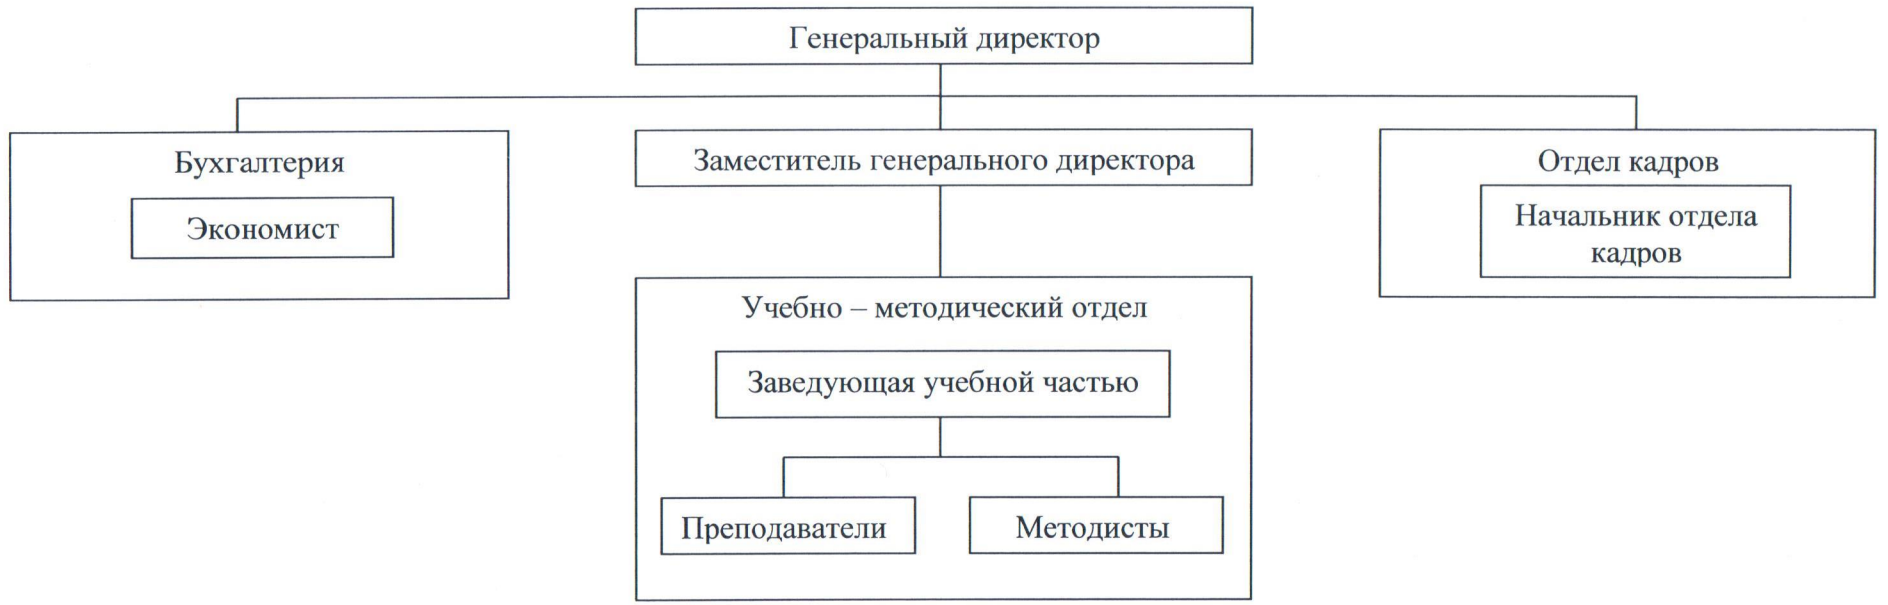 Генеральный директор
Бухгалтерия
Экономист
Заместитель генерального директора
Отдел кадров
Начальник отдела
кадров
Учебно – методический отдел
Заведующая учебной частью
Преподаватели
Методисты